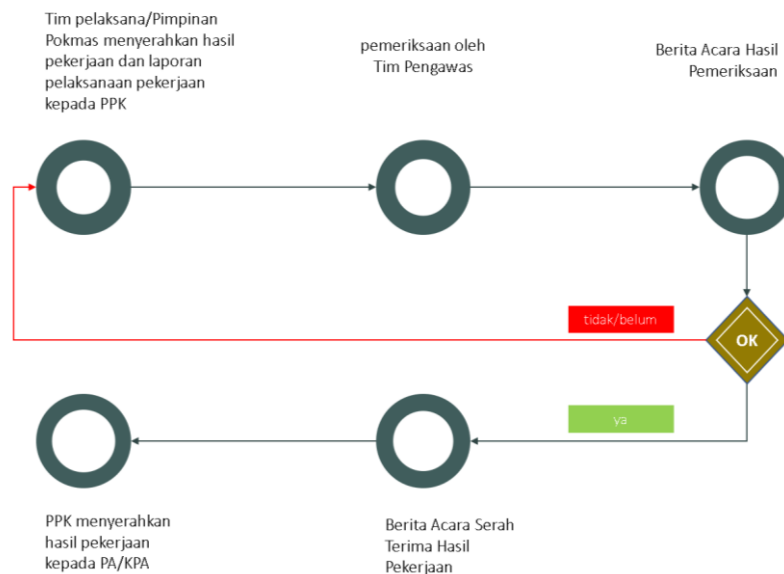 Tim pelaksana/Pimpinan
Pokmas menyerahkan hasil
pekerjaan dan laporan
pelaksanaan pekerjaan
kepada PPK
pemeriksaan oleh
Tim Pengawas
Berita Acara Hasil
Pemeriksaan
tidak/belum
OK
ya
PPK menyerahkan
hasil pekerjaan
kepada PA/KPA
Berita Acara Serah
Terima Hasil
Pekerjaan